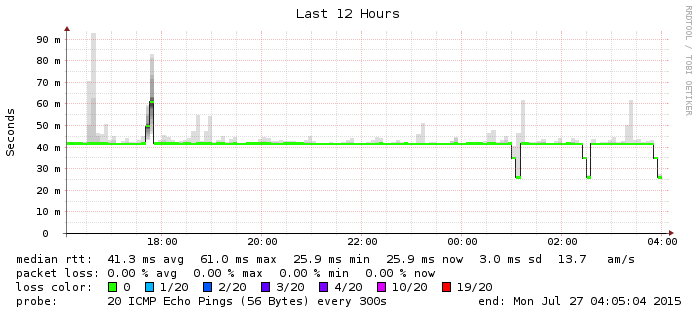 Last 12 Hours
RRDTOOL / TOBI OETIKER
Seconds
90 m
80 m
70 m
60 m
50 m
40 m
30 m
20 m
10 m
0
18:00 20:00 22:00 00:00 02:00 04:00
median rtt: 41.3 ms avg 61.0 ms max 25.9 ms min 25.9 ms now 3.0 ms sd 13.7 am/s
packet loss: 0.00 % avg 0.00 % max 0.00 % min 0.00 % now
loss color: 0 1/20 2/20 3/20 4/20 10/20 19/20
probe: 20 ICMP Echo Pings (56 Bytes) every 300s end: Mon Jul 27 04:05:04 2015